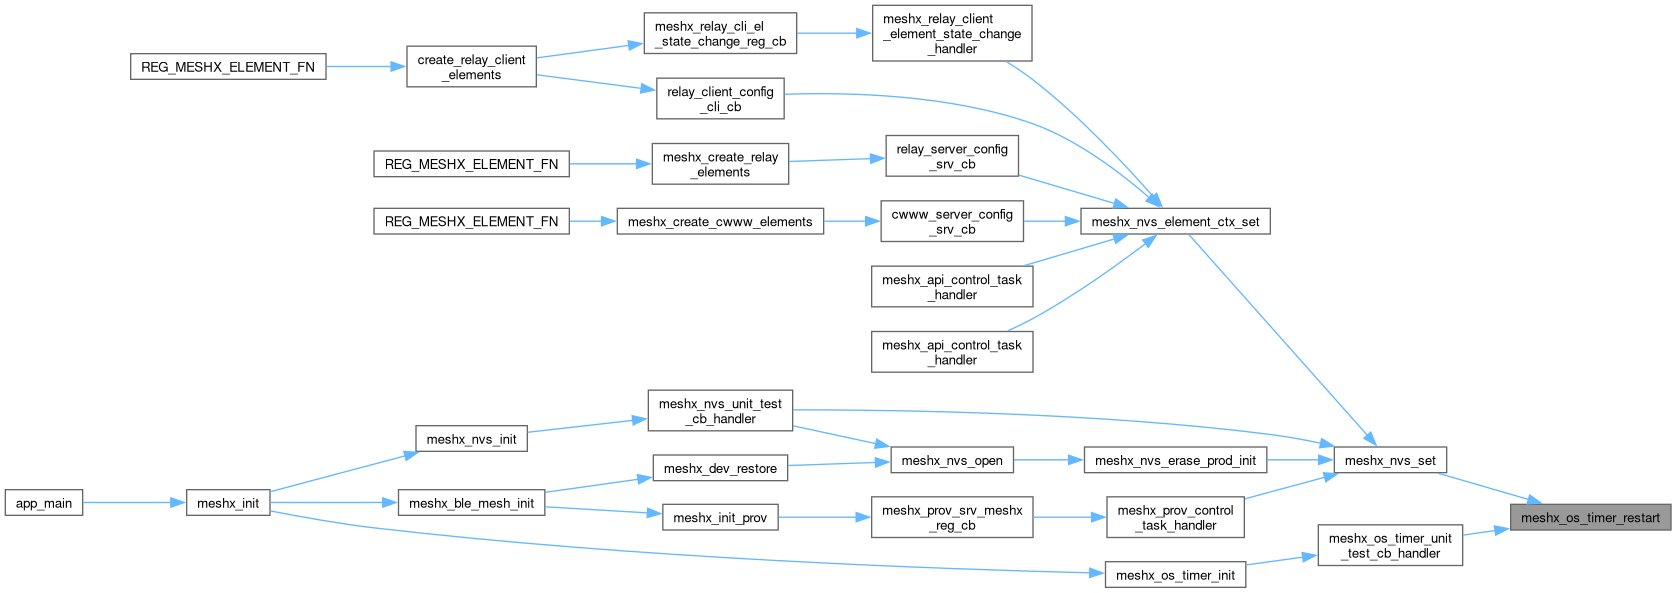 meshx_relay_client
_element_state_change
_handler
meshx_relay_cli_el
_state_change_reg_cb
create_relay_client
_elements
REG_MESHX_ELEMENT_FN
relay_client_config
_cli_cb
relay_server_config
_srv_cb
meshx_create_relay
_elements
REG_MESHX_ELEMENT_FN
cwww_server_config
_srv_cb
meshx_create_cwww_elements
REG_MESHX_ELEMENT_FN
meshx_nvs_element_ctx_set
meshx_api_control_task
_handler
meshx_api_control_task
_handler
meshx_nvs_unit_test
_cb_handler
meshx_nvs_init
meshx_nvs_open
meshx_nvs_erase_prod_init
meshx_nvs_set
meshx_dev_restore
app_main
meshx_init
meshx_ble_mesh_init
meshx_init_prov
meshx_prov_srv_meshx
_reg_cb
meshx_prov_control
_task_handler
meshx_os_timer_restart
meshx_os_timer_unit
_test_cb_handler
meshx_os_timer_init